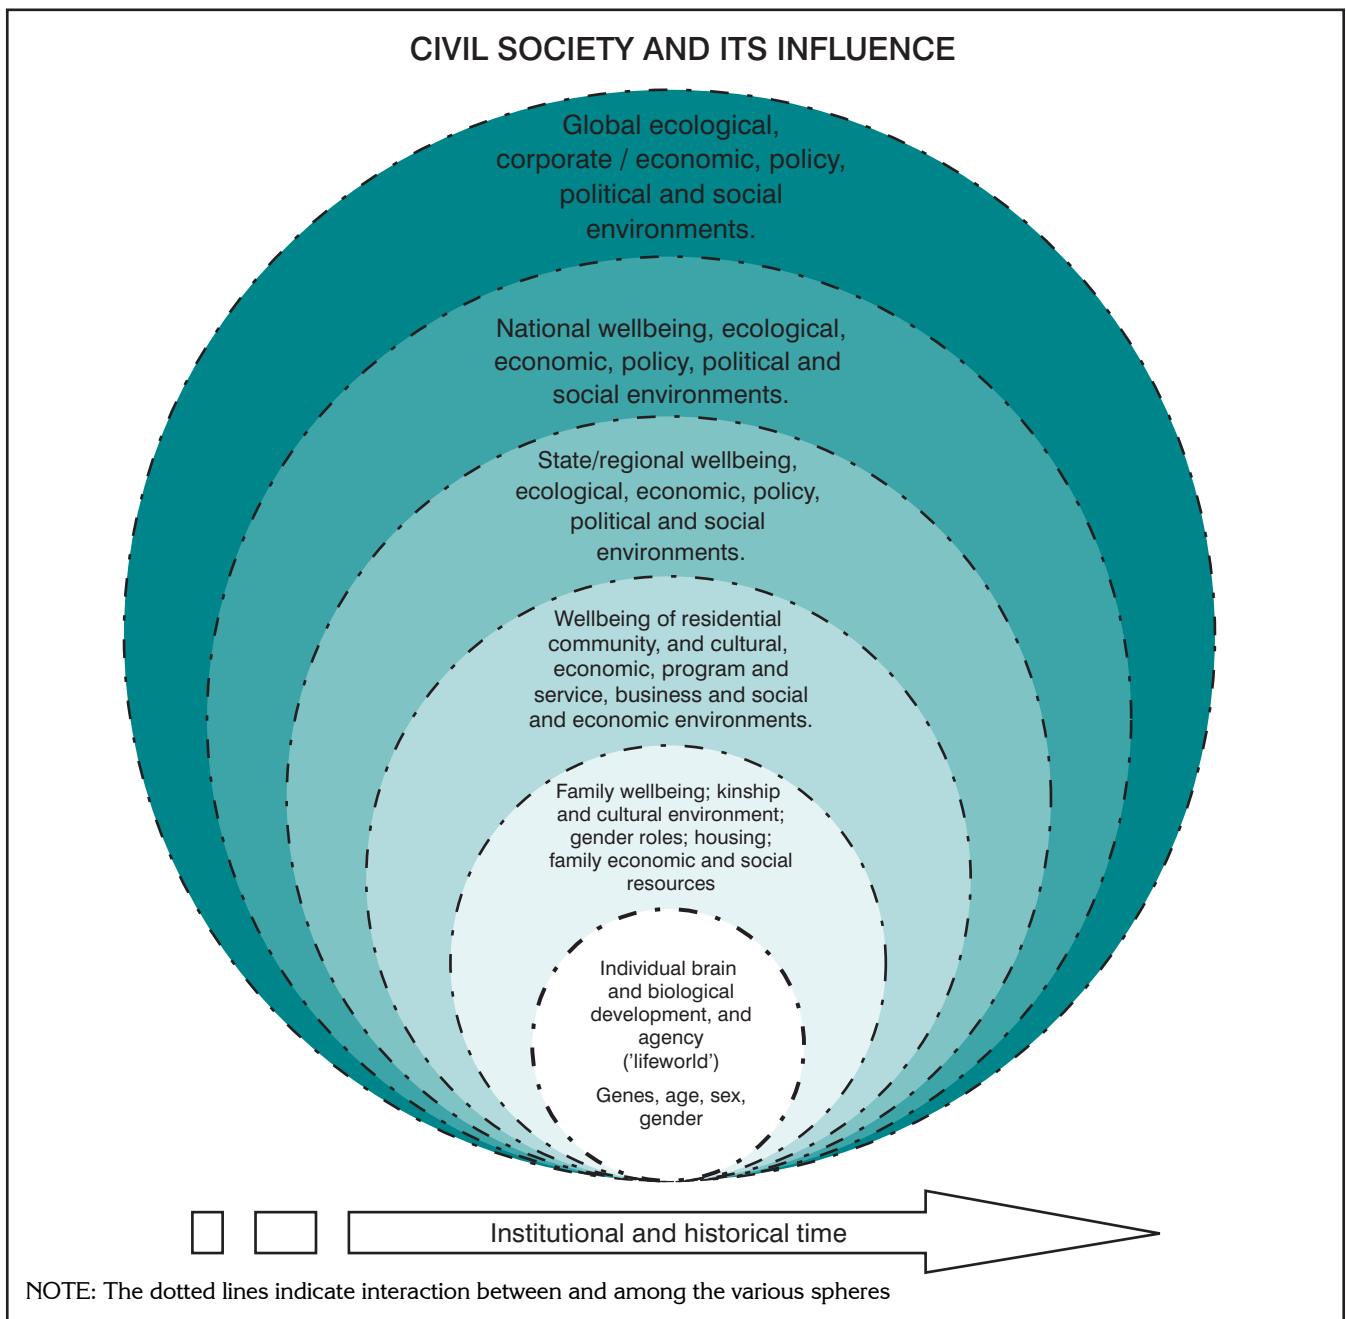 CIVIL SOCIETY AND ITS INFLUENCE
Global ecological,
corporate / economic, policy,
political and social
environments.
National wellbeing, ecological,
economic, policy, political and
social environments.
State/regional wellbeing,
ecological, economic, policy,
political and social
environments.
Wellbeing of residential
community, and cultural,
economic, program and
service, business and social
and economic environments.
Family wellbeing; kinship
and cultural environment;
gender roles; housing;
family economic and social
resources
Individual brain
and biological
development, and
agency
('lifeworld')
Genes, age, sex,
gender
Institutional and historical time
NOTE: The dotted lines indicate interaction between and among the various spheres